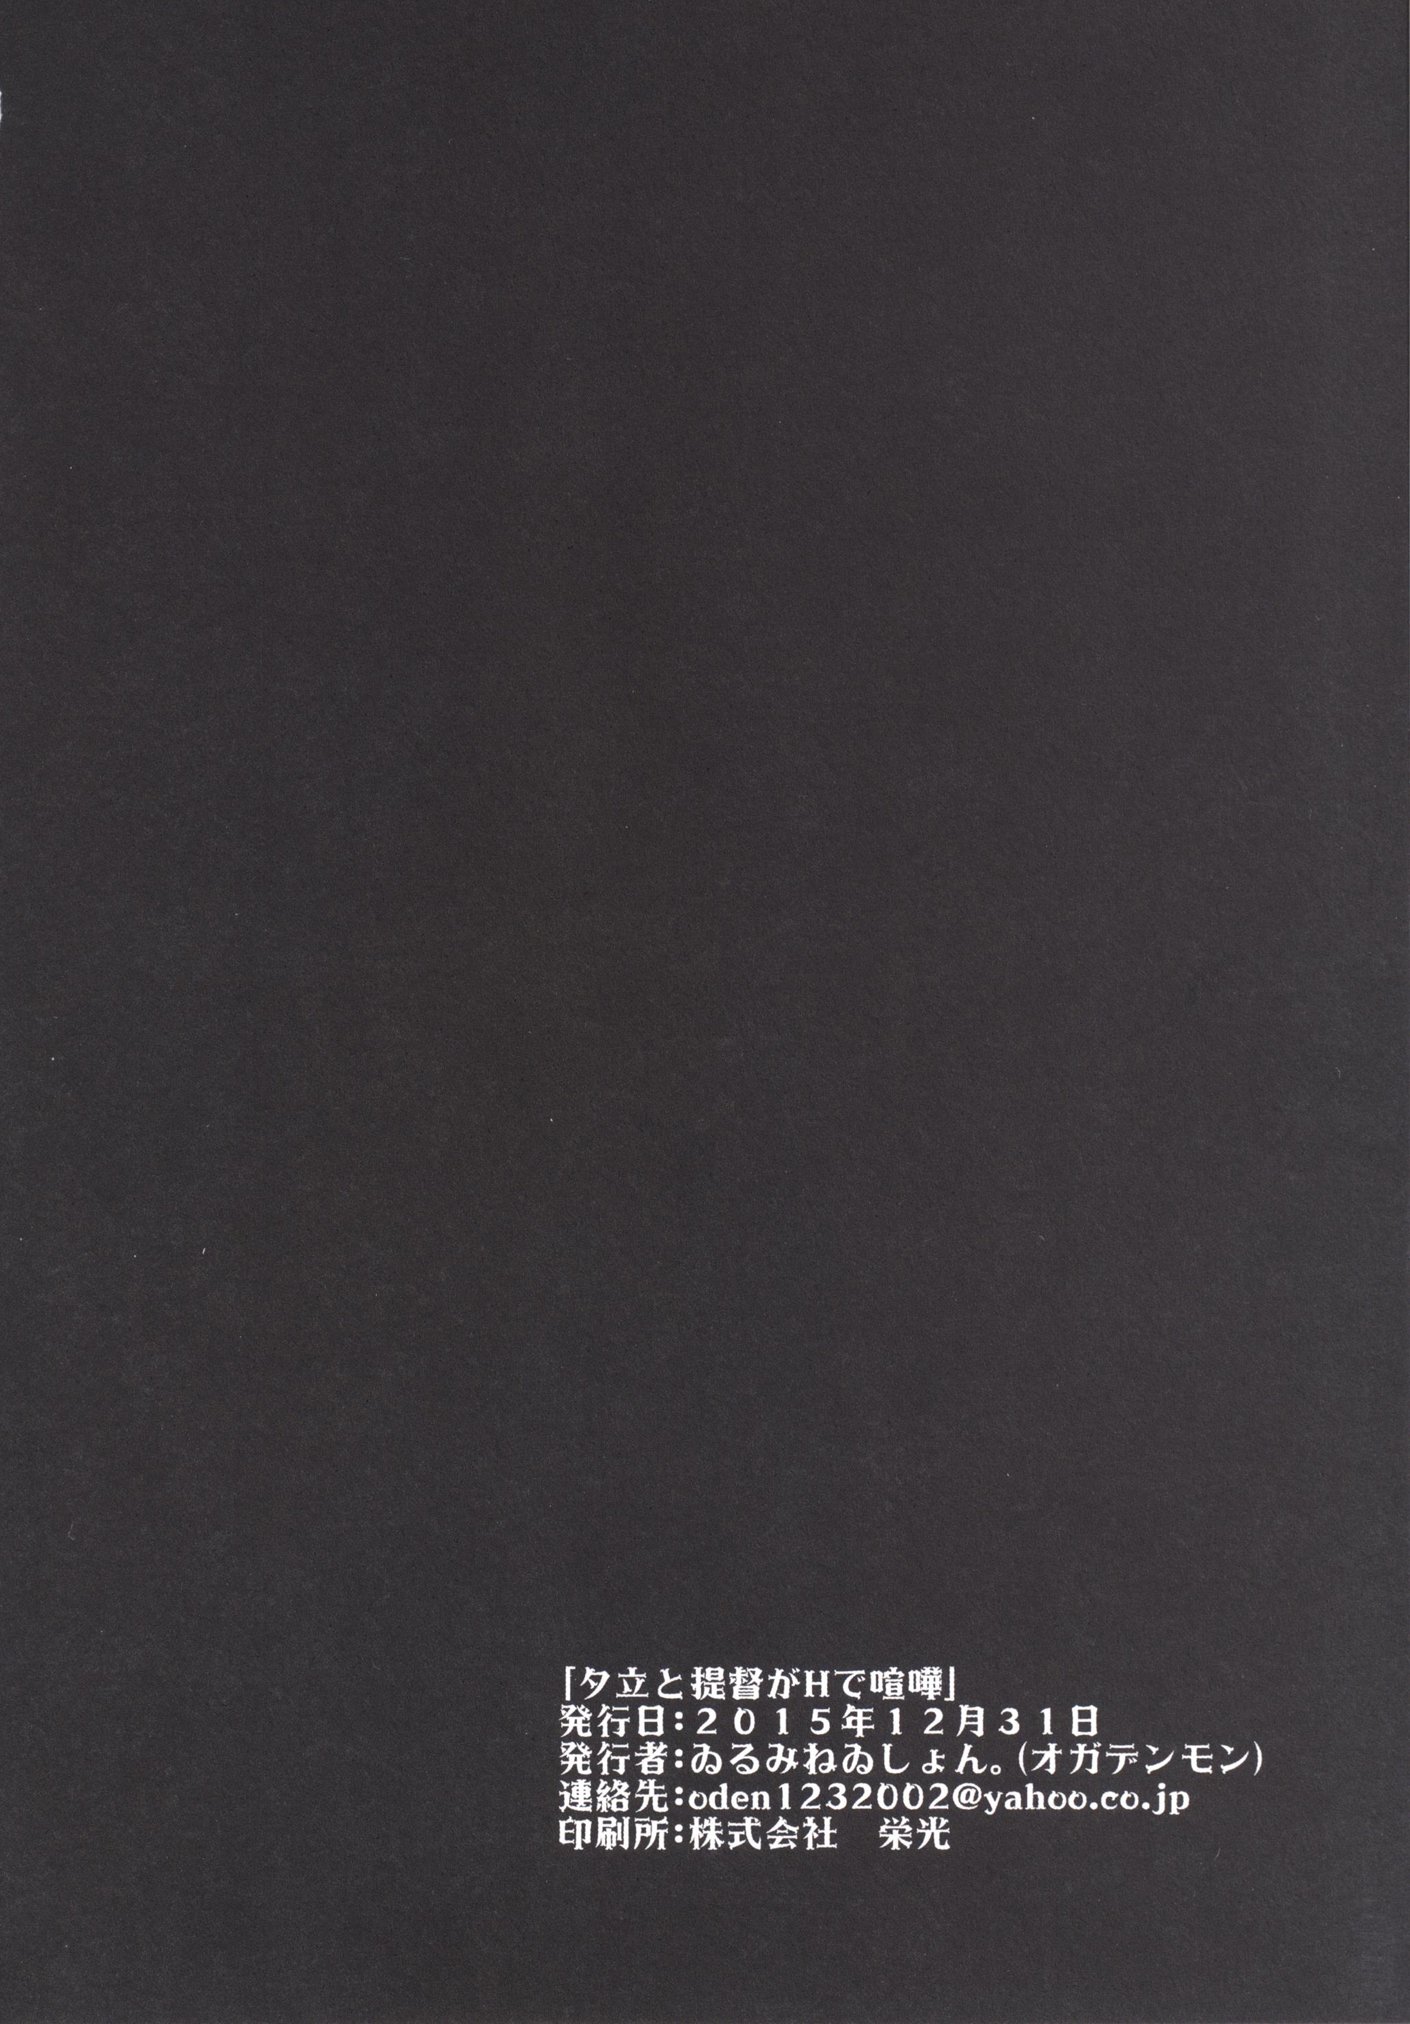 「夕立と提督がHで喧嘩」
発行日:２０１５年１２月３１日
発行者:ゐるみねゐしょん。(オガデンモン)
連絡先:oden1232002@yahoo.co.jp
印刷所:株式会社　栄光